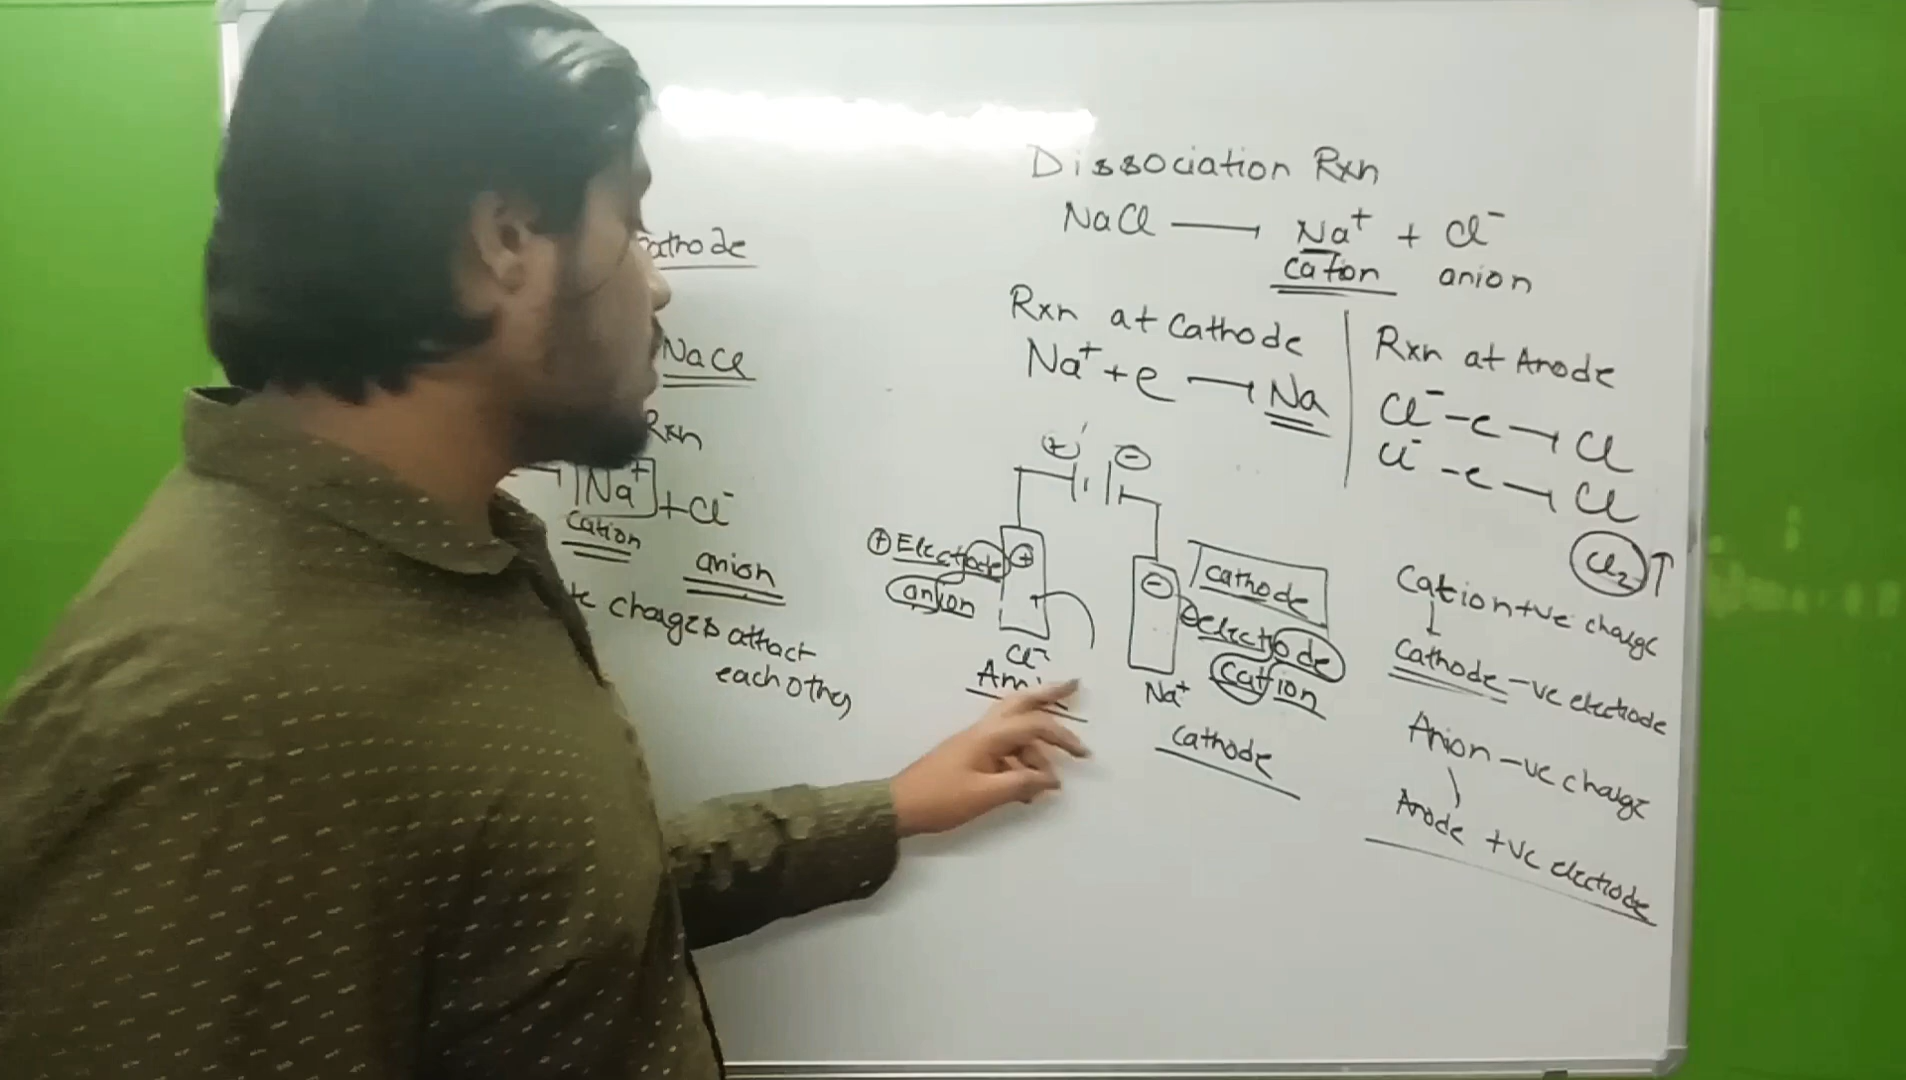 NaCl
Rxn
Na⁺ + Cl⁻
cation
anion
charges attract
each other
Dissociation Rxn
NaCl ⟶ Na⁺ + Cl⁻
cation anion
Rxn at Cathode
Na⁺ + e ⟶ Na
Rxn at Anode
Cl⁻ - e ⟶ Cl
Cl⁻ - e ⟶ Cl
Cl₂ ↑
+ -
+ Electrode +
anion
Cl⁻
-
cathode
electrode
cation
Na⁺
cathode
Cation +ve charge
Cathode -ve electrode
Anion -ve charge
Anode +ve electrode